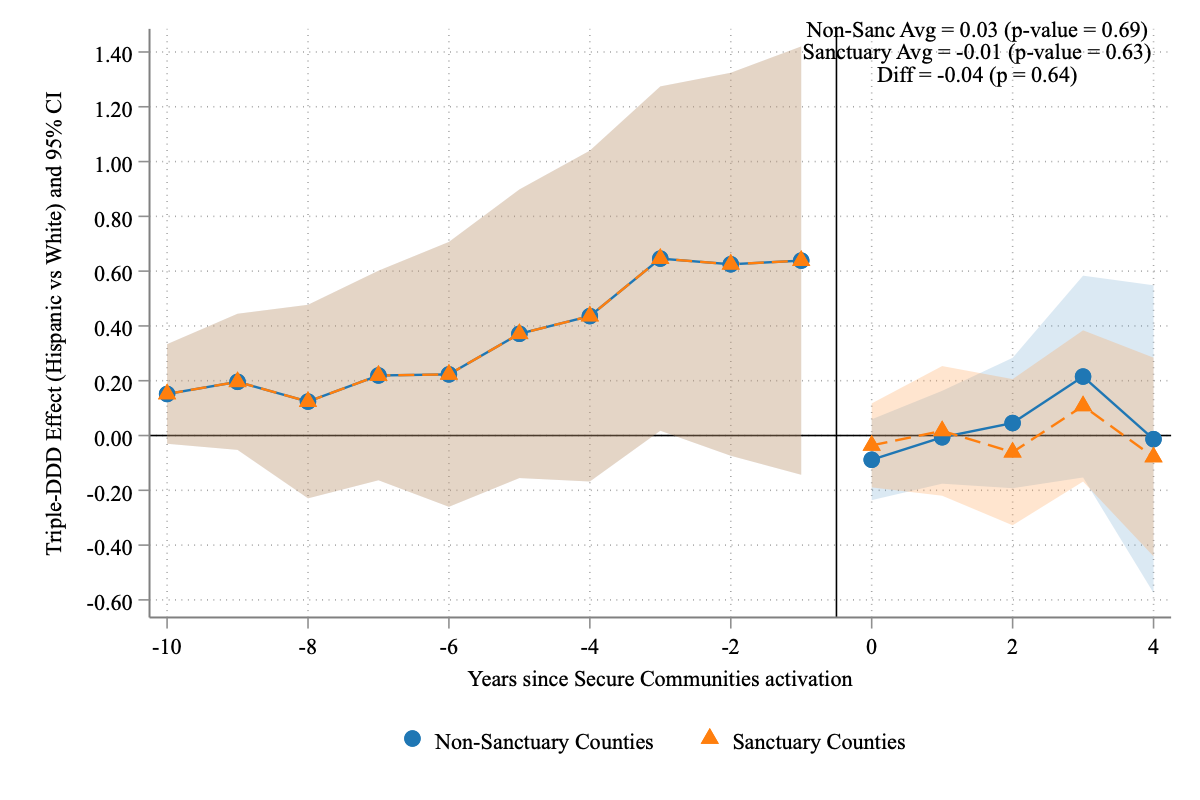 Non-Sanc Avg = 0.03 (p-value = 0.69)
Sanctuary Avg = -0.01 (p-value = 0.63)
Diff = -0.04 (p = 0.64)
Triple-DDD Effect (Hispanic vs White) and 95% CI
1.40
1.20
1.00
0.80
0.60
0.40
0.20
0.00
-0.20
-0.40
-0.60
-10 -8 -6 -4 -2 0 2 4
Years since Secure Communities activation
Non-Sanctuary Counties Sanctuary Counties